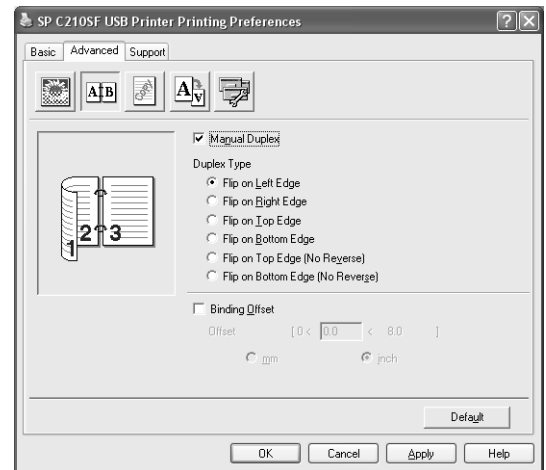 SP C210SF USB Printer Printing Preferences
Basic Advanced Support
A B A A
Manual Duplex
Duplex Type
Flip on Left Edge
Flip on Right Edge
Flip on Top Edge
Flip on Bottom Edge
Flip on Top Edge (No Reverse)
Flip on Bottom Edge (No Reverse)
1 2 3
Binding Offset
Offset [ 0 < 0.0 < 8.0 ]
mm inch
Default
OK Cancel Apply Help